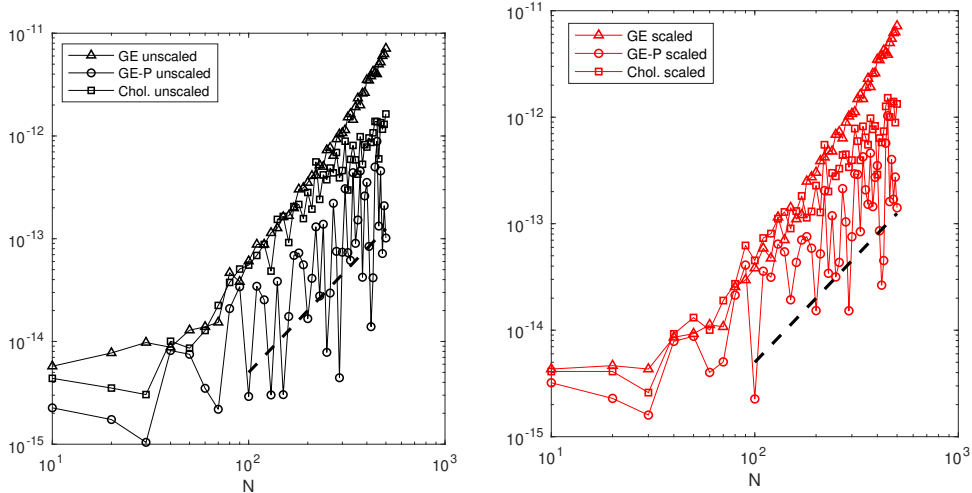 10^-11
10^-12
10^-13
10^-14
10^-15
10^1
10^2
10^3
N
GE unscaled
GE-P unscaled
Chol. unscaled
10^-11
10^-12
10^-13
10^-14
10^-15
10^1
10^2
10^3
N
GE scaled
GE-P scaled
Chol. scaled